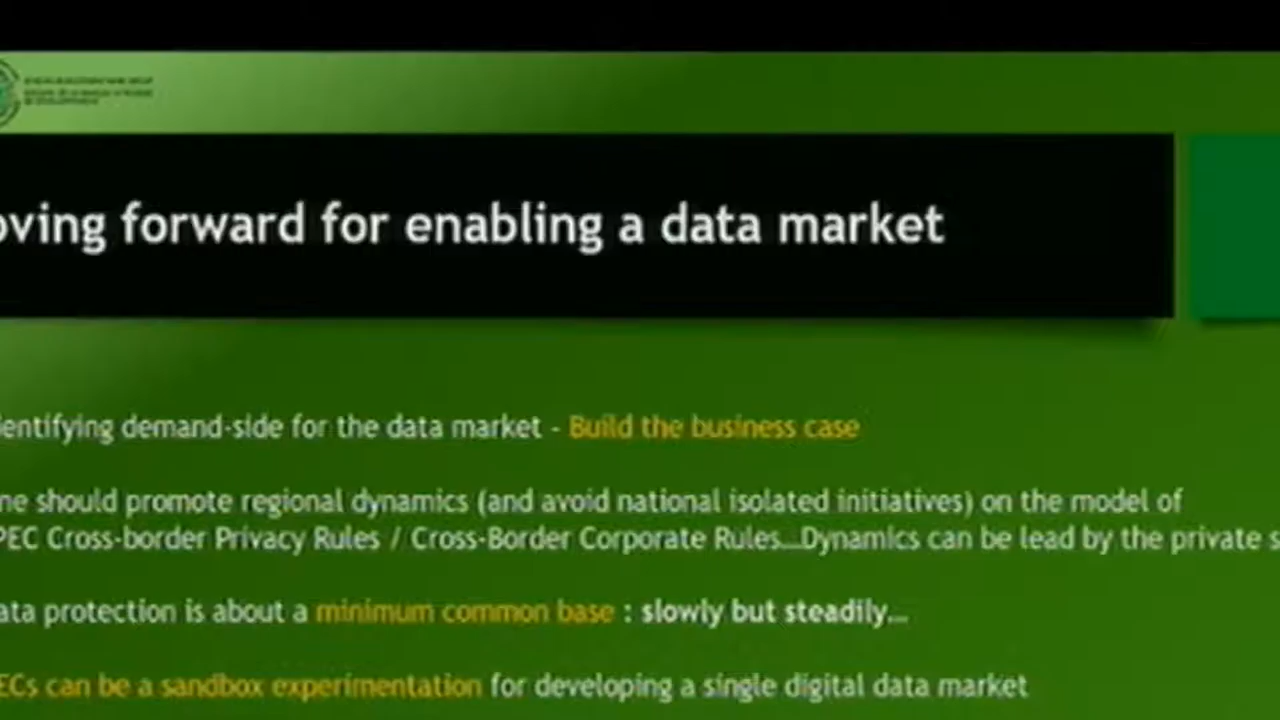 oving forward for enabling a data market
dentifying demand-side for the data market - Build the business case
ne should promote regional dynamics (and avoid national isolated initiatives) on the model of
PEC Cross-border Privacy Rules / Cross-Border Corporate Rules...Dynamics can be lead by the private s
ata protection is about a minimum common base : slowly but steadily...
ECs can be a sandbox experimentation for developing a single digital data market